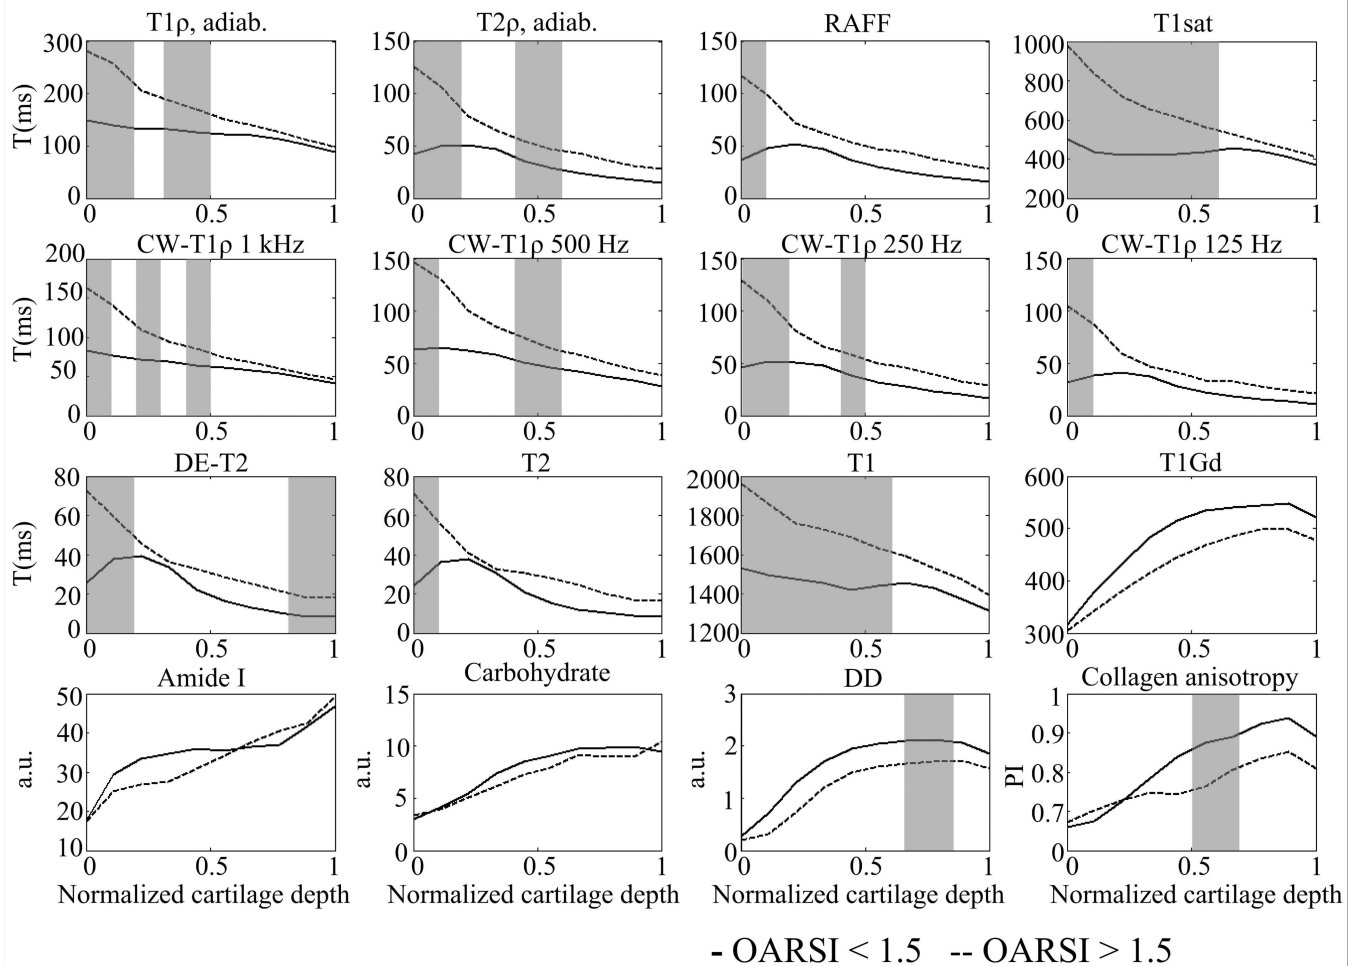 T1ρ, adiab. T2ρ, adiab. RAFF T1sat
T(ms)
300 200 100 0
0 0.5 1
150 100 50 0
0 0.5 1
150 100 50 0
0 0.5 1
1000 800 600 400 200
0 0.5 1
CW-T1ρ 1 kHz CW-T1ρ 500 Hz CW-T1ρ 250 Hz CW-T1ρ 125 Hz
T(ms)
200 150 100 50 0
0 0.5 1
150 100 50 0
0 0.5 1
150 100 50 0
0 0.5 1
150 100 50 0
0 0.5 1
DE-T2 T2 T1 T1Gd
T(ms)
80 60 40 20 0
0 0.5 1
80 60 40 20 0
0 0.5 1
2000 1800 1600 1400 1200
0 0.5 1
600 500 400 300
0 0.5 1
Amide I Carbohydrate DD Collagen anisotropy
a.u.
50 40 30 20 10
0 0.5 1
a.u.
15 10 5 0
0 0.5 1
a.u.
3 2 1 0
0 0.5 1
PI
1 0.9 0.8 0.7 0
0 0.5 1
Normalized cartilage depth Normalized cartilage depth Normalized cartilage depth Normalized cartilage depth
- OARSI < 1.5 -- OARSI > 1.5